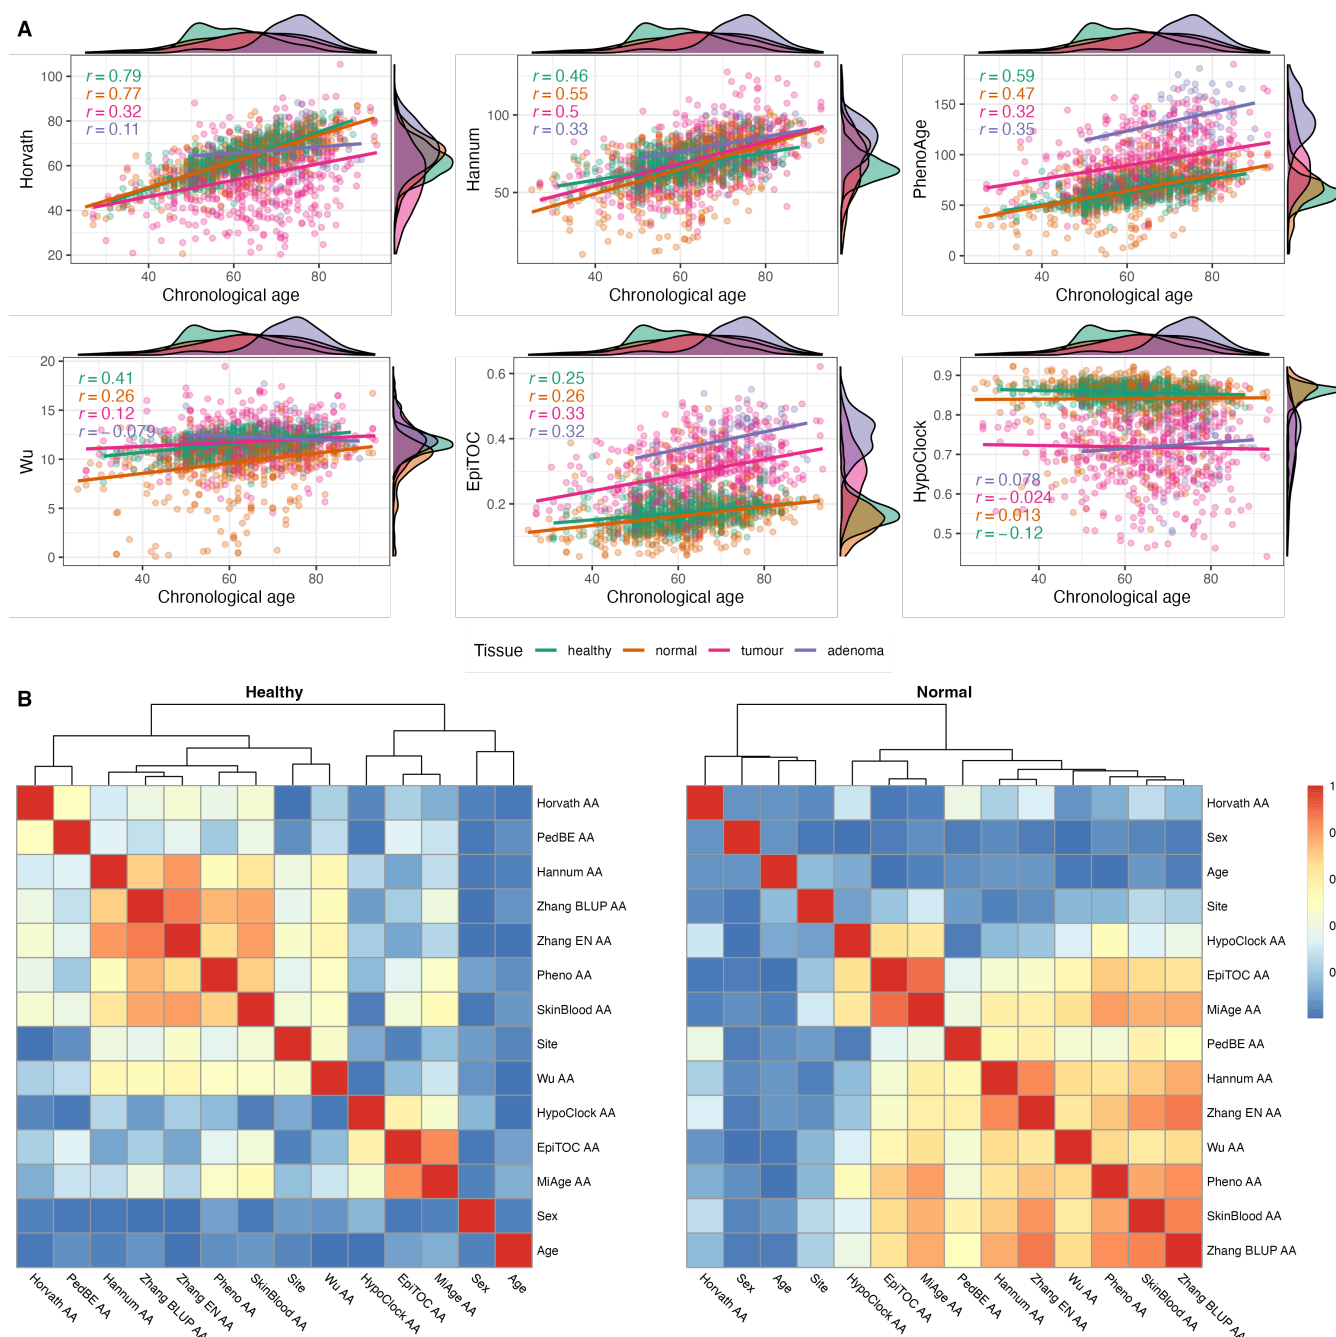 A
r = 0.79
r = 0.77
r = 0.32
r = 0.11
Horvath
100
80
60
40
20
40 60 80
Chronological age
r = 0.46
r = 0.55
r = 0.5
r = 0.33
Hannum
100
50
40 60 80
Chronological age
r = 0.59
r = 0.47
r = 0.32
r = 0.35
PhenoAge
150
100
50
0
40 60 80
Chronological age
r = 0.41
r = 0.26
r = 0.12
r = −0.079
Wu
20
15
10
5
0
40 60 80
Chronological age
r = 0.25
r = 0.26
r = 0.33
r = 0.32
EpiTOC
0.6
0.4
0.2
40 60 80
Chronological age
HypoClock
0.9
0.8
0.7
0.6
0.5
r = 0.078
r = −0.024
r = 0.013
r = −0.12
40 60 80
Chronological age
Tissue healthy normal tumour adenoma
B
Healthy
Horvath AA
PedBE AA
Hannum AA
Zhang BLUP AA
Zhang EN AA
Pheno AA
SkinBlood AA
Site
Wu AA
HypoClock AA
EpiTOC AA
MiAge AA
Sex
Age
Horvath AA
PedBE AA
Hannum AA
Zhang BLUP AA
Zhang EN AA
Pheno AA
SkinBlood AA
Site
Wu AA
HypoClock AA
EpiTOC AA
MiAge AA
Sex
Age
Normal
Horvath AA
Sex
Age
Site
HypoClock AA
EpiTOC AA
MiAge AA
PedBE AA
Hannum AA
Zhang EN AA
Wu AA
Pheno AA
SkinBlood AA
Zhang BLUP AA
Horvath AA
Sex
Age
Site
HypoClock AA
EpiTOC AA
MiAge AA
PedBE AA
Hannum AA
Zhang EN AA
Wu AA
Pheno AA
SkinBlood AA
Zhang BLUP AA
1
0
0
0
0